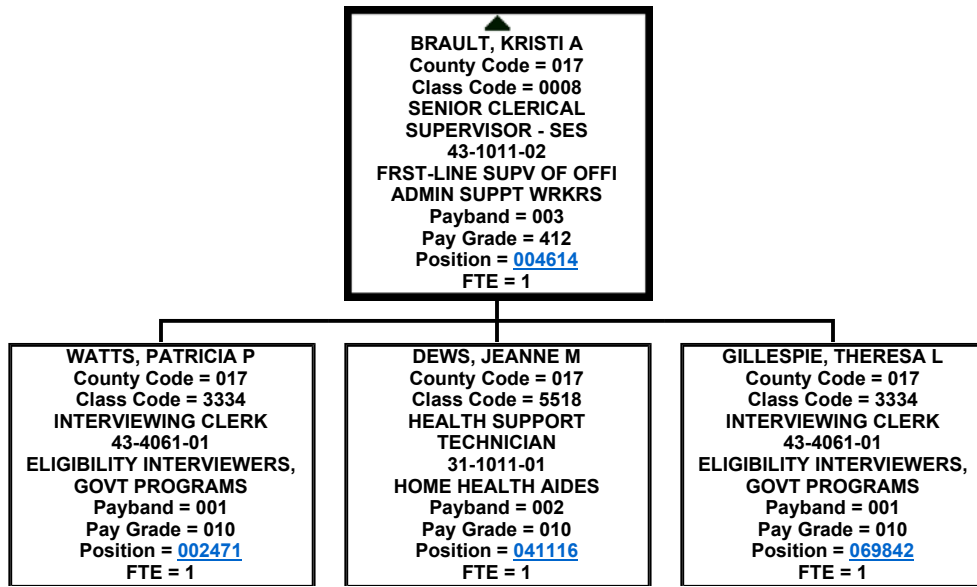 BRAULT, KRISTI A
County Code = 017
Class Code = 0008
SENIOR CLERICAL
SUPERVISOR - SES
43-1011-02
FRST-LINE SUPV OF OFFI
ADMIN SUPPT WRKRS
Payband = 003
Pay Grade = 412
Position = 004614
FTE = 1
WATTS, PATRICIA P
County Code = 017
Class Code = 3334
INTERVIEWING CLERK
43-4061-01
ELIGIBILITY INTERVIEWERS,
GOVT PROGRAMS
Payband = 001
Pay Grade = 010
Position = 002471
FTE = 1
DEWS, JEANNE M
County Code = 017
Class Code = 5518
HEALTH SUPPORT
TECHNICIAN
31-1011-01
HOME HEALTH AIDES
Payband = 002
Pay Grade = 010
Position = 041116
FTE = 1
GILLESPIE, THERESA L
County Code = 017
Class Code = 3334
INTERVIEWING CLERK
43-4061-01
ELIGIBILITY INTERVIEWERS,
GOVT PROGRAMS
Payband = 001
Pay Grade = 010
Position = 069842
FTE = 1